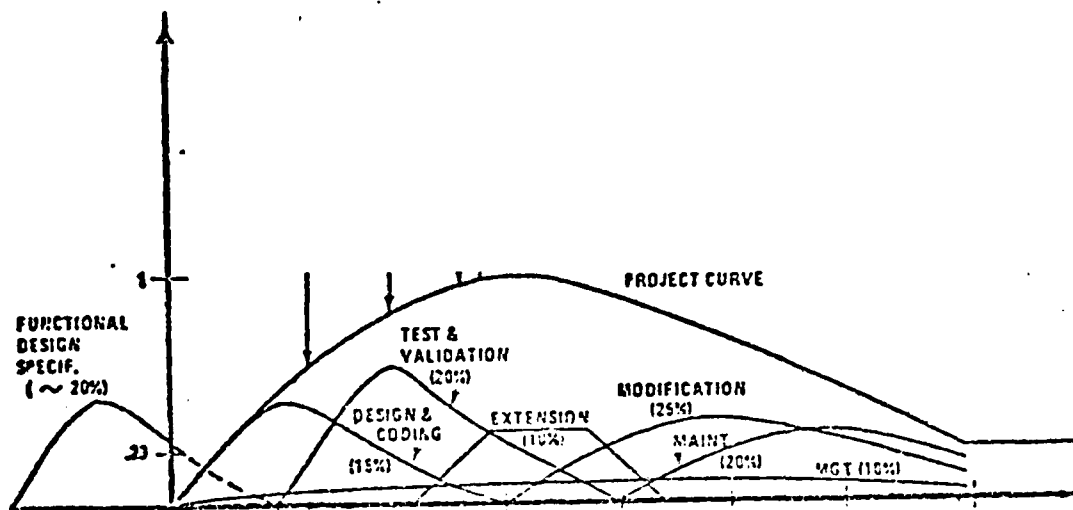 1
PROJECT CURVE
FUNCTIONAL
DESIGN
SPECIF.
(~ 20%)
TEST &
VALIDATION
(20%)
MODIFICATION
(25%)
DESIGN &
CODING
(15%)
EXTENSION
(10%)
MAINT
(20%)
MGT (10%)